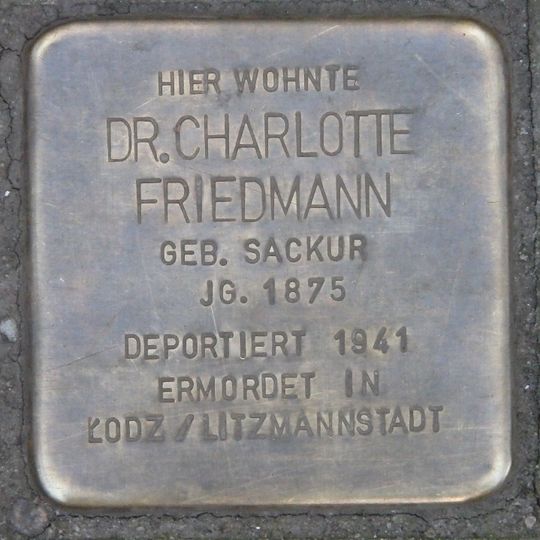 HIER WOHNTE
DR. CHARLOTTE
FRIEDMANN
GEB. SACKUR
JG. 1875
DEPORTIERT 1941
ERMORDET IN
ŁODZ / LITZMANNSTADT